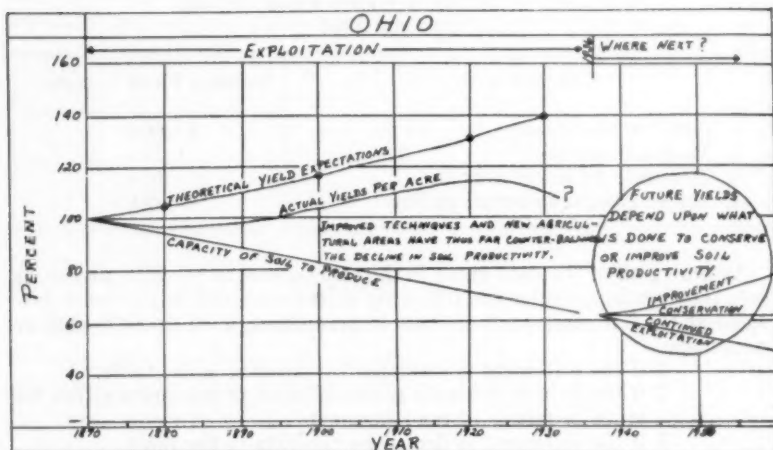 OHIO
EXPLOITATION
WHERE NEXT?
160
140
120
100
80
60
40
PERCENT
THEORETICAL YIELD EXPECTATIONS
ACTUAL YIELDS PER ACRE
?
CAPACITY OF SOIL TO PRODUCE
IMPROVED TECHNIQUES AND NEW AGRICUL-
TURAL AREAS HAVE THUS FAR COUNTER-BALAN
THE DECLINE IN SOIL PRODUCTIVITY.
FUTURE YIELDS
DEPEND UPON WHAT
IS DONE TO CONSERVE
OR IMPROVE SOIL
PRODUCTIVITY.
IMPROVEMENT
CONSERVATION
CONTINUED
EXPLOITATION
1870
1880
1890
1900
1910
1920
1930
1940
1950
YEAR